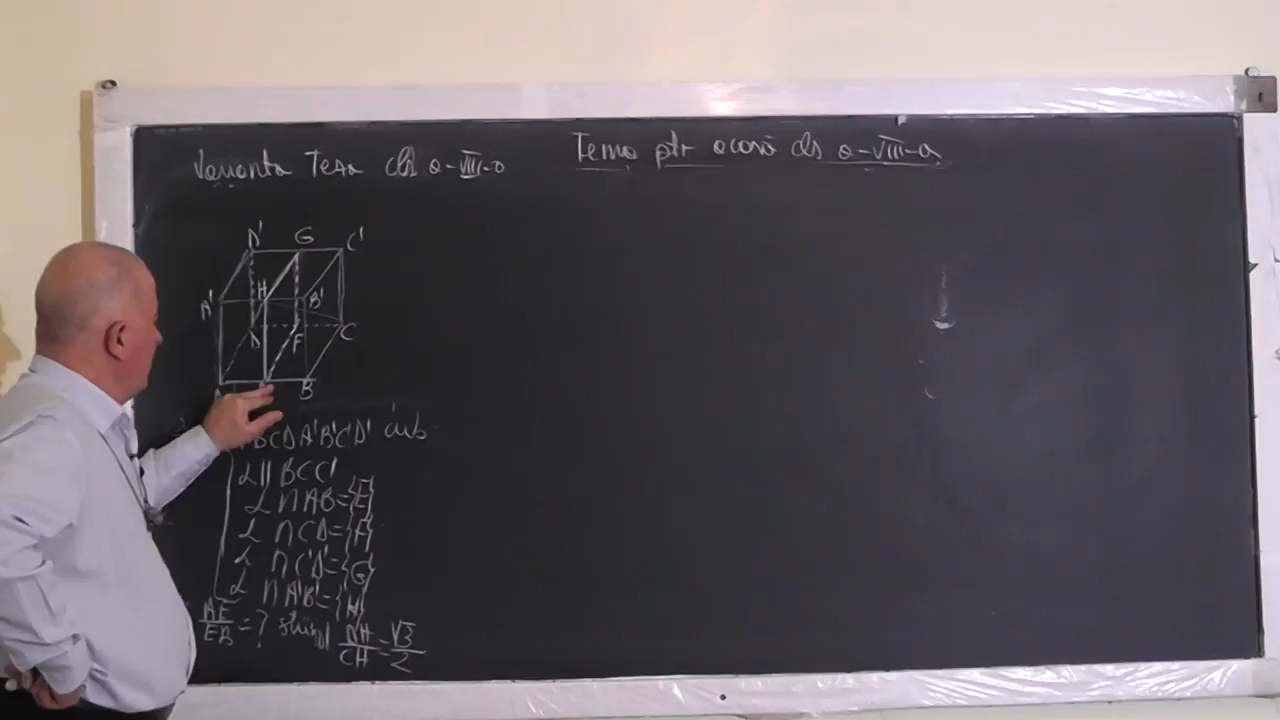 Varianta Teza cls a-VIII-a
Tema ptr acasă cls a-VIII-a
D' G C'
A' H B'
D F C
B
BCDA'B'C'D' cub
α || BCC'
α ∩ AB={E}
α ∩ CD={F}
α ∩ C'D'={G}
α ∩ A'B'={H}
AE/EB=? știind DH/CH=√3/2